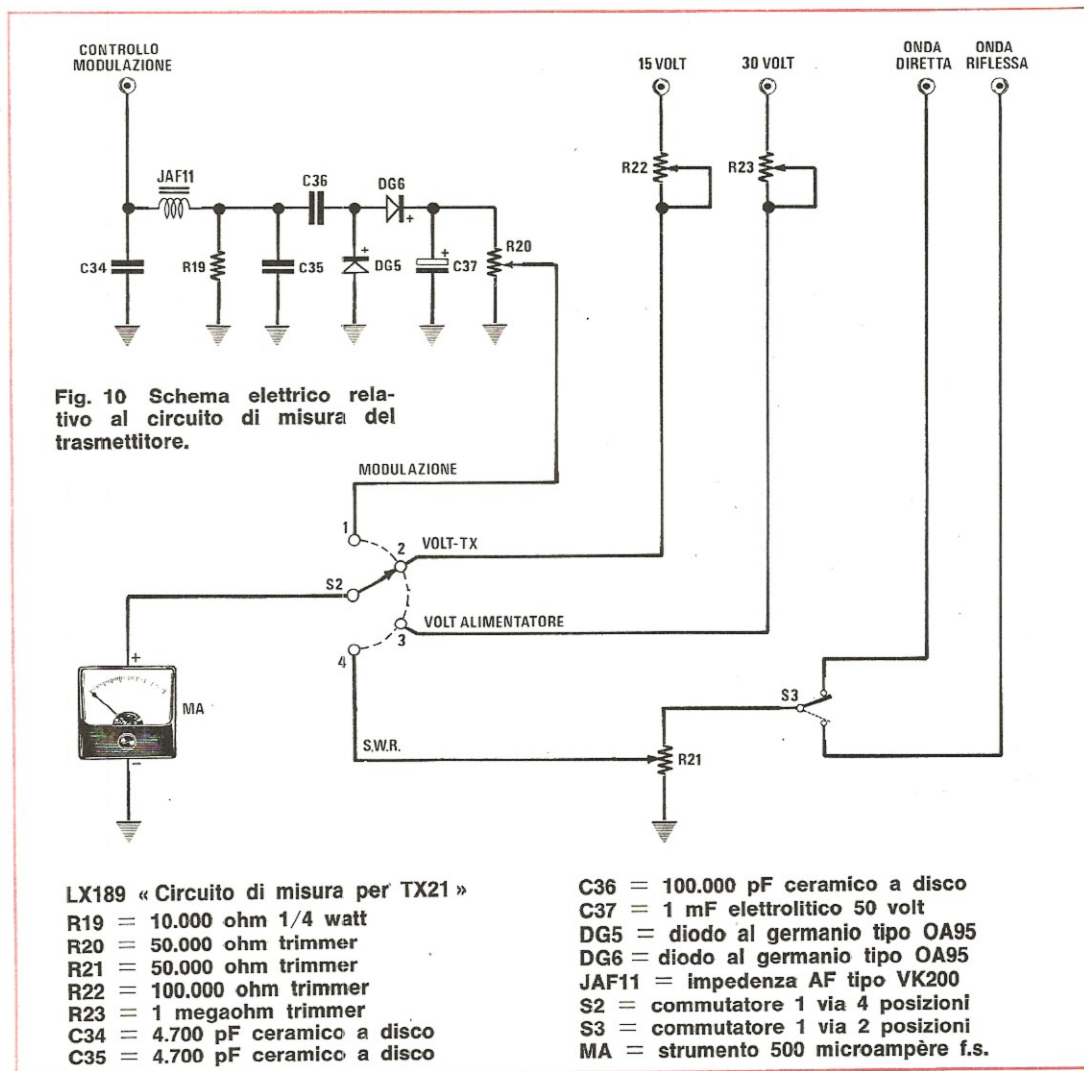 CONTROLLO
MODULAZIONE
15 VOLT
30 VOLT
ONDA
DIRETTA
ONDA
RIFLESSA
JAF11
C36
DG6
R22
R23
+
+
+
R20
C34
R19
C35
DG5
C37
Fig. 10 Schema elettrico rela-
tivo al circuito di misura del
trasmettitore.
MODULAZIONE
1
2
VOLT-TX
S2
3
VOLT ALIMENTATORE
4
+
MA
−
S3
S.W.R.
R21
LX189 « Circuito di misura per TX21 »
R19 = 10.000 ohm 1/4 watt
R20 = 50.000 ohm trimmer
R21 = 50.000 ohm trimmer
R22 = 100.000 ohm trimmer
R23 = 1 megaohm trimmer
C34 = 4.700 pF ceramico a disco
C35 = 4.700 pF ceramico a disco
C36 = 100.000 pF ceramico a disco
C37 = 1 mF elettrolitico 50 volt
DG5 = diodo al germanio tipo OA95
DG6 = diodo al germanio tipo OA95
JAF11 = impedenza AF tipo VK200
S2 = commutatore 1 via 4 posizioni
S3 = commutatore 1 via 2 posizioni
MA = strumento 500 microampère f.s.